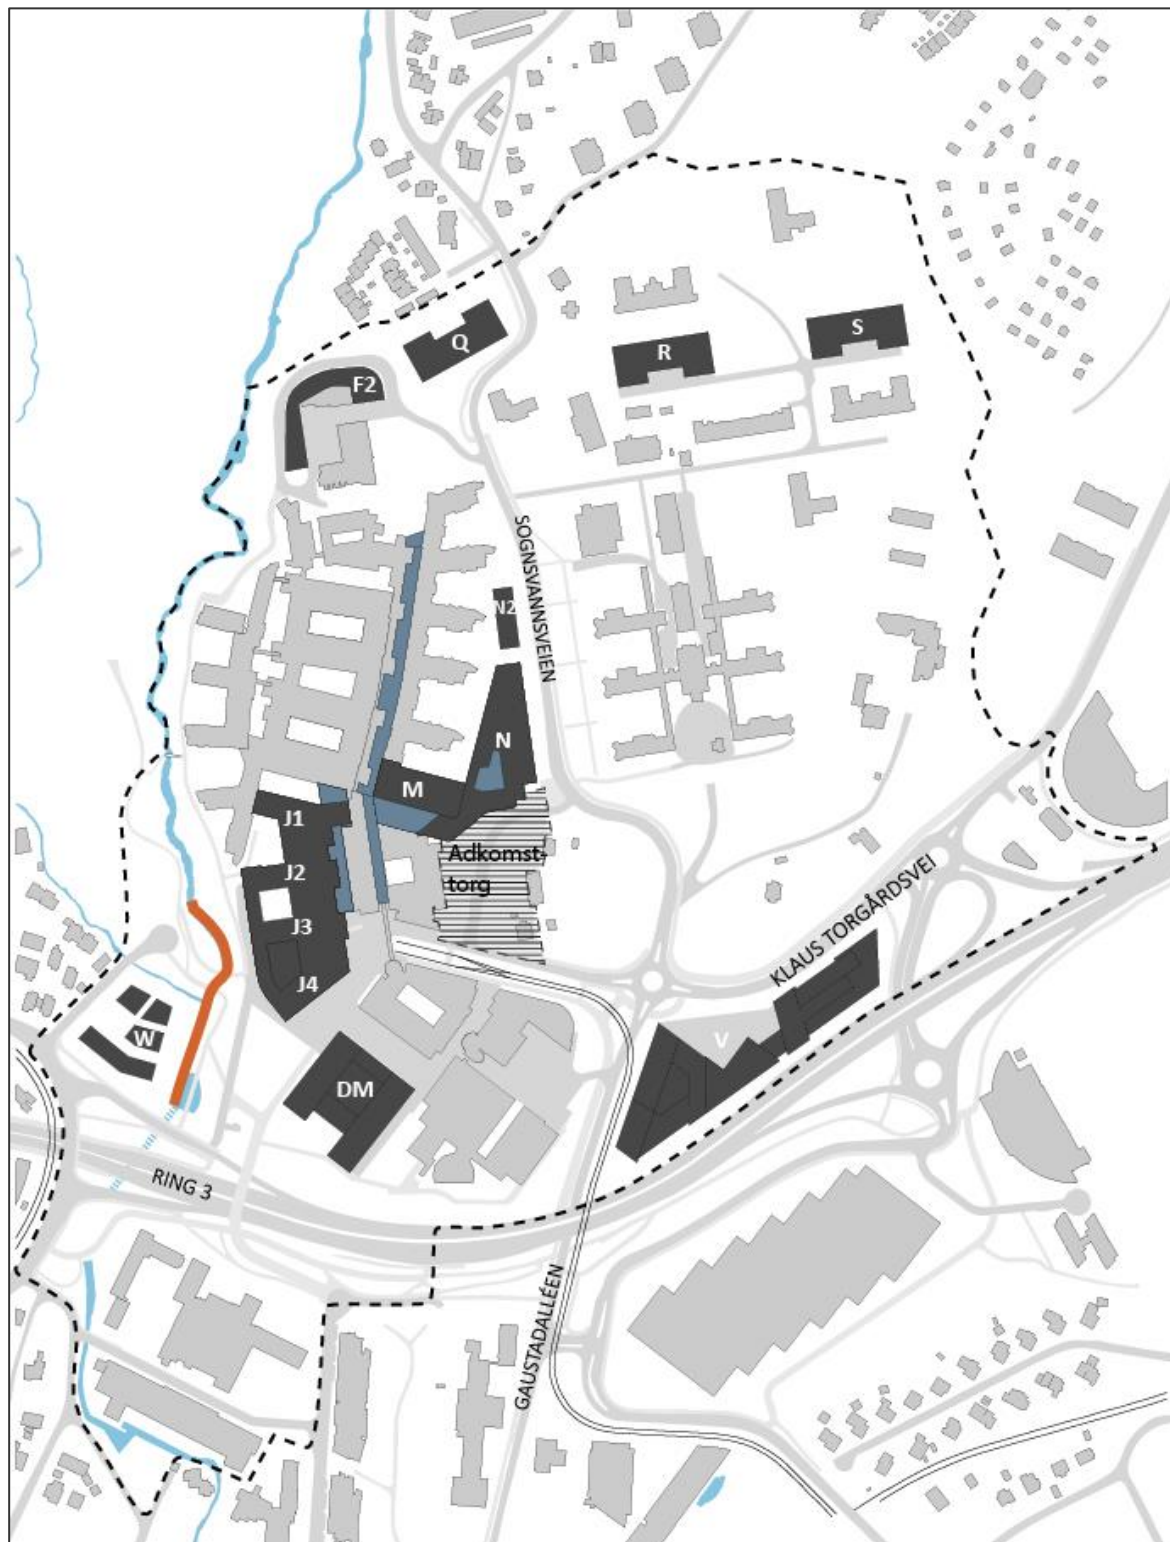 S
Q
R
F2
SOGNSVANNSVEIEN
N2
N
M
J1
Adkomst-
torg
J2
J3
KLAUS TORGÅRDSVEI
J4
W
V
DM
RING 3
GAUSTADALLÉEN